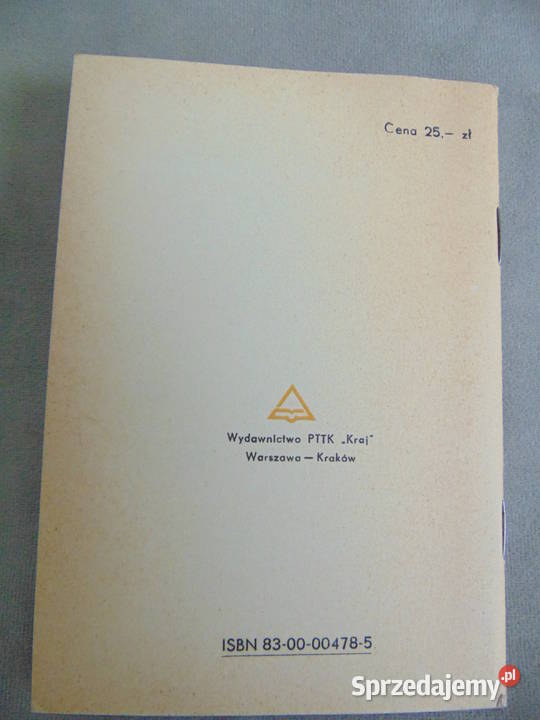 Cena 25.— zł
Wydawnictwo PTTK „Kraj"
Warszawa — Kraków
ISBN 83-00-00478-5
Sprzedajemy.pl